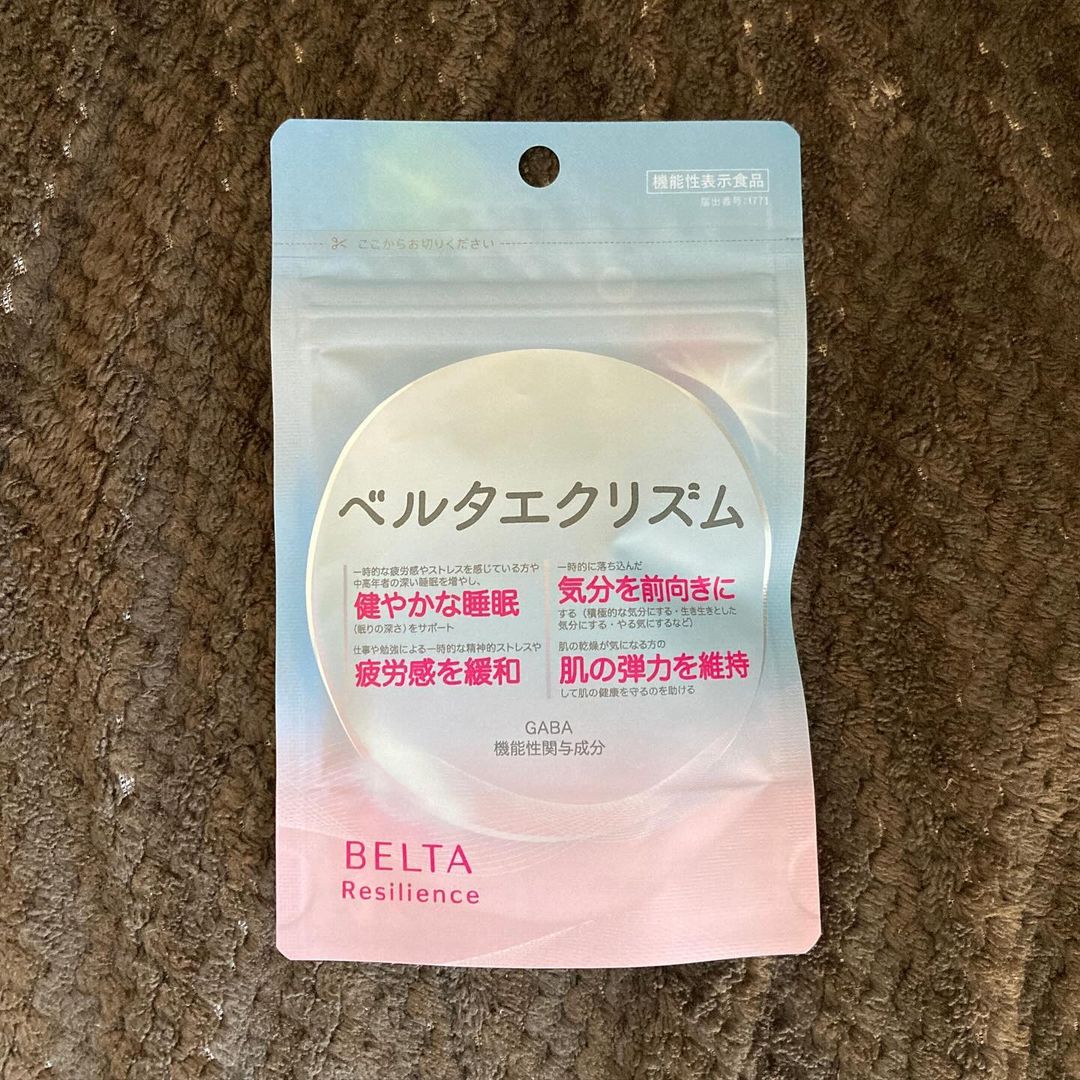 機能性表示食品
届出番号:I771
ここからお切りください
ベルタエクリズム
一時的な疲労感やストレスを感じている方や
中高年者の深い睡眠を増やし、
健やかな睡眠
(眠りの深さ)をサポート
仕事や勉強による一時的な精神的ストレスや
疲労感を緩和
一時的に落ち込んだ
気分を前向きに
する(積極的な気分にする・生き生きとした
気分にする・やる気にするなど)
肌の乾燥が気になる方の
肌の弾力を維持
して肌の健康を守るのを助ける
GABA
機能性関与成分
BELTA
Resilience